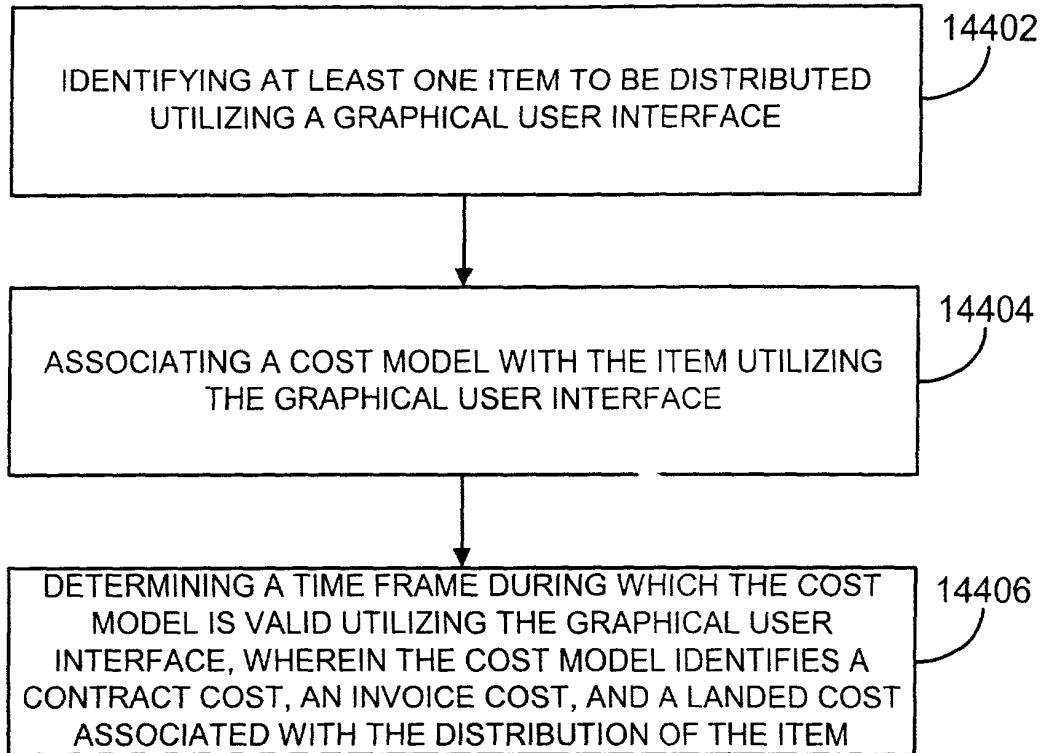 14402
IDENTIFYING AT LEAST ONE ITEM TO BE DISTRIBUTED
UTILIZING A GRAPHICAL USER INTERFACE
14404
ASSOCIATING A COST MODEL WITH THE ITEM UTILIZING
THE GRAPHICAL USER INTERFACE
14406
DETERMINING A TIME FRAME DURING WHICH THE COST
MODEL IS VALID UTILIZING THE GRAPHICAL USER
INTERFACE, WHEREIN THE COST MODEL IDENTIFIES A
CONTRACT COST, AN INVOICE COST, AND A LANDED COST
ASSOCIATED WITH THE DISTRIBUTION OF THE ITEM